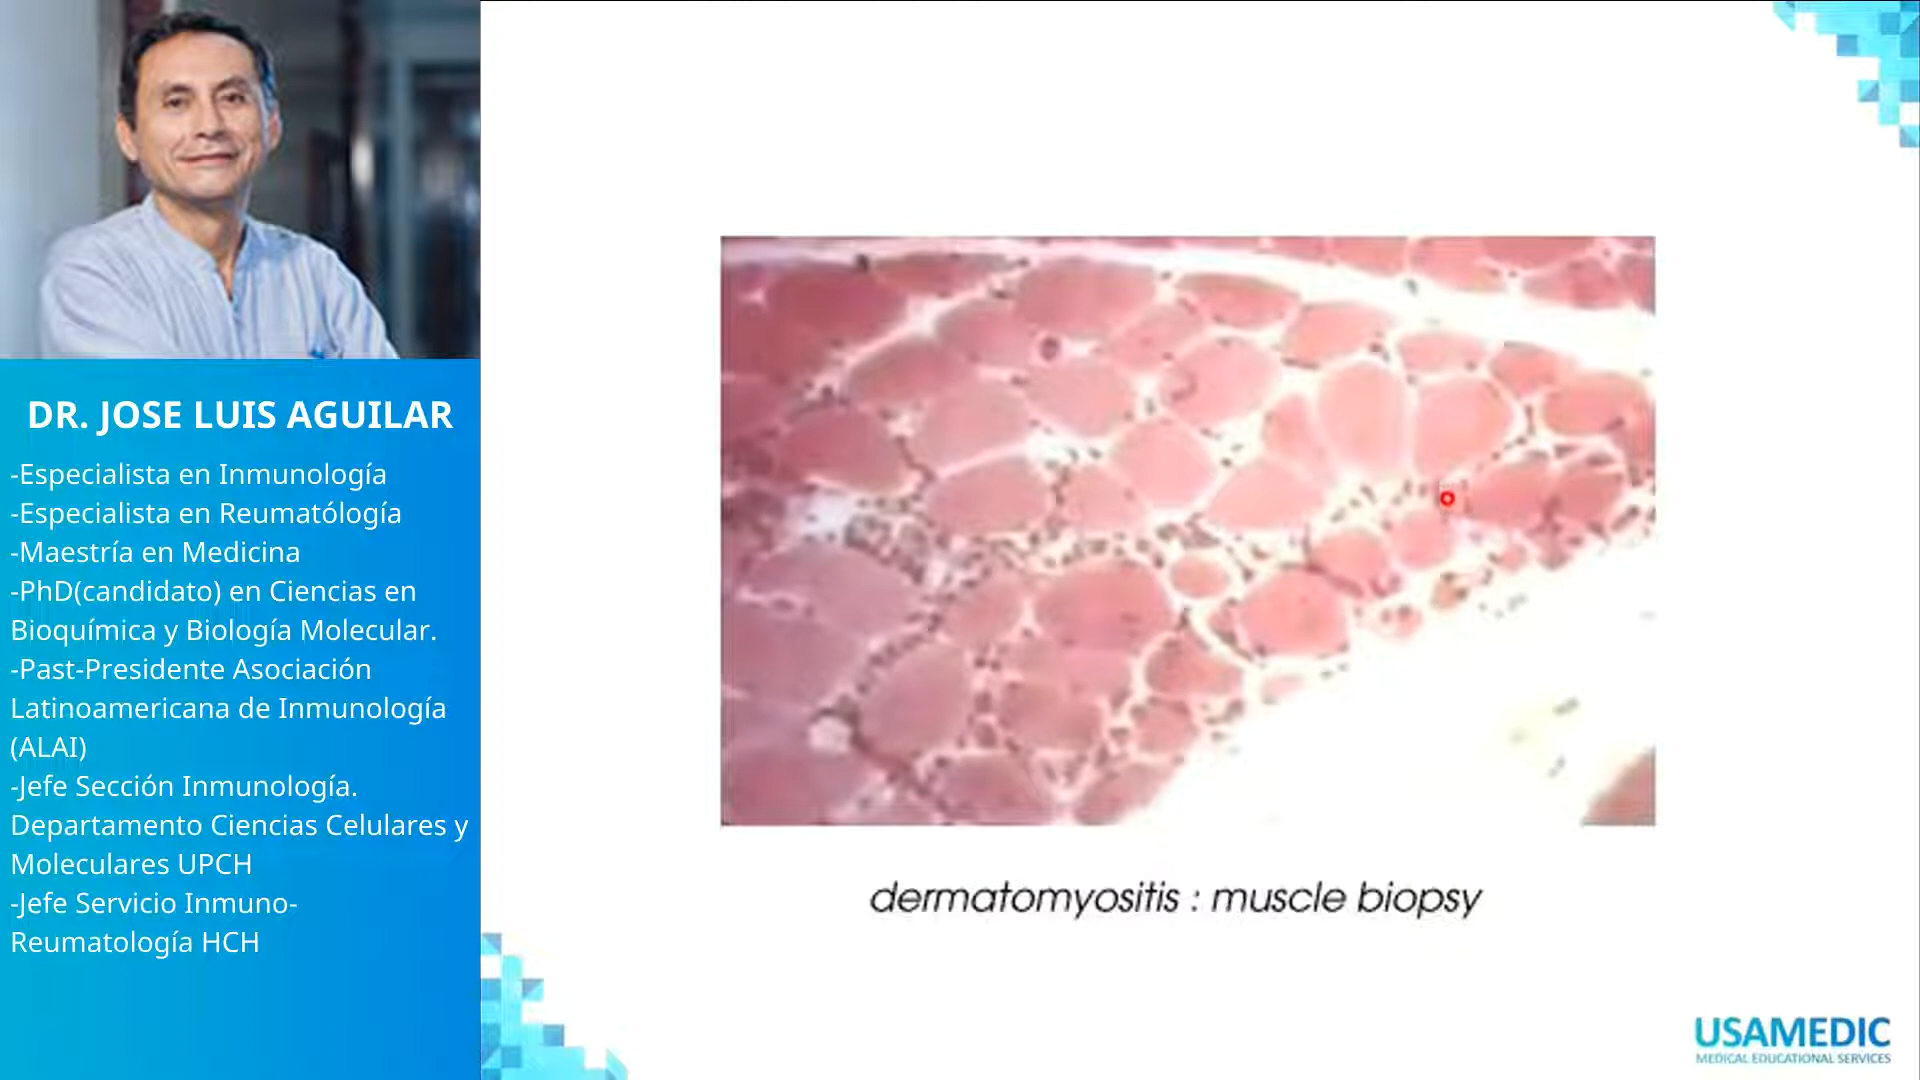 DR. JOSE LUIS AGUILAR
-Especialista en Inmunología
-Especialista en Reumatólogía
-Maestría en Medicina
-PhD(candidato) en Ciencias en
Bioquímica y Biología Molecular.
-Past-Presidente Asociación
Latinoamericana de Inmunología
(ALAI)
-Jefe Sección Inmunología.
Departamento Ciencias Celulares y
Moleculares UPCH
-Jefe Servicio Inmuno-
Reumatología HCH
dermatomyositis : muscle biopsy
USAMEDIC
MEDICAL EDUCATIONAL SERVICES